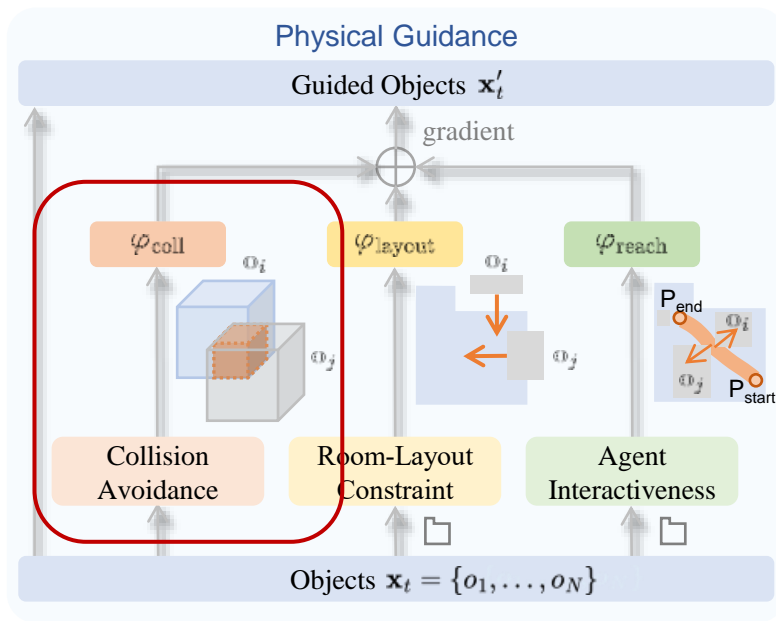 Physical Guidance
Guided Objects 𝐱′ₜ
gradient
φcoll
φlayout
φreach
𝕠ᵢ
𝕠ⱼ
𝕠ᵢ
𝕠ⱼ
Pend
𝕠ᵢ
𝕠ⱼ
Pstart
Collision
Avoidance
Room-Layout
Constraint
Agent
Interactiveness
Objects 𝐱ₜ = {o₁, . . . , o_N}